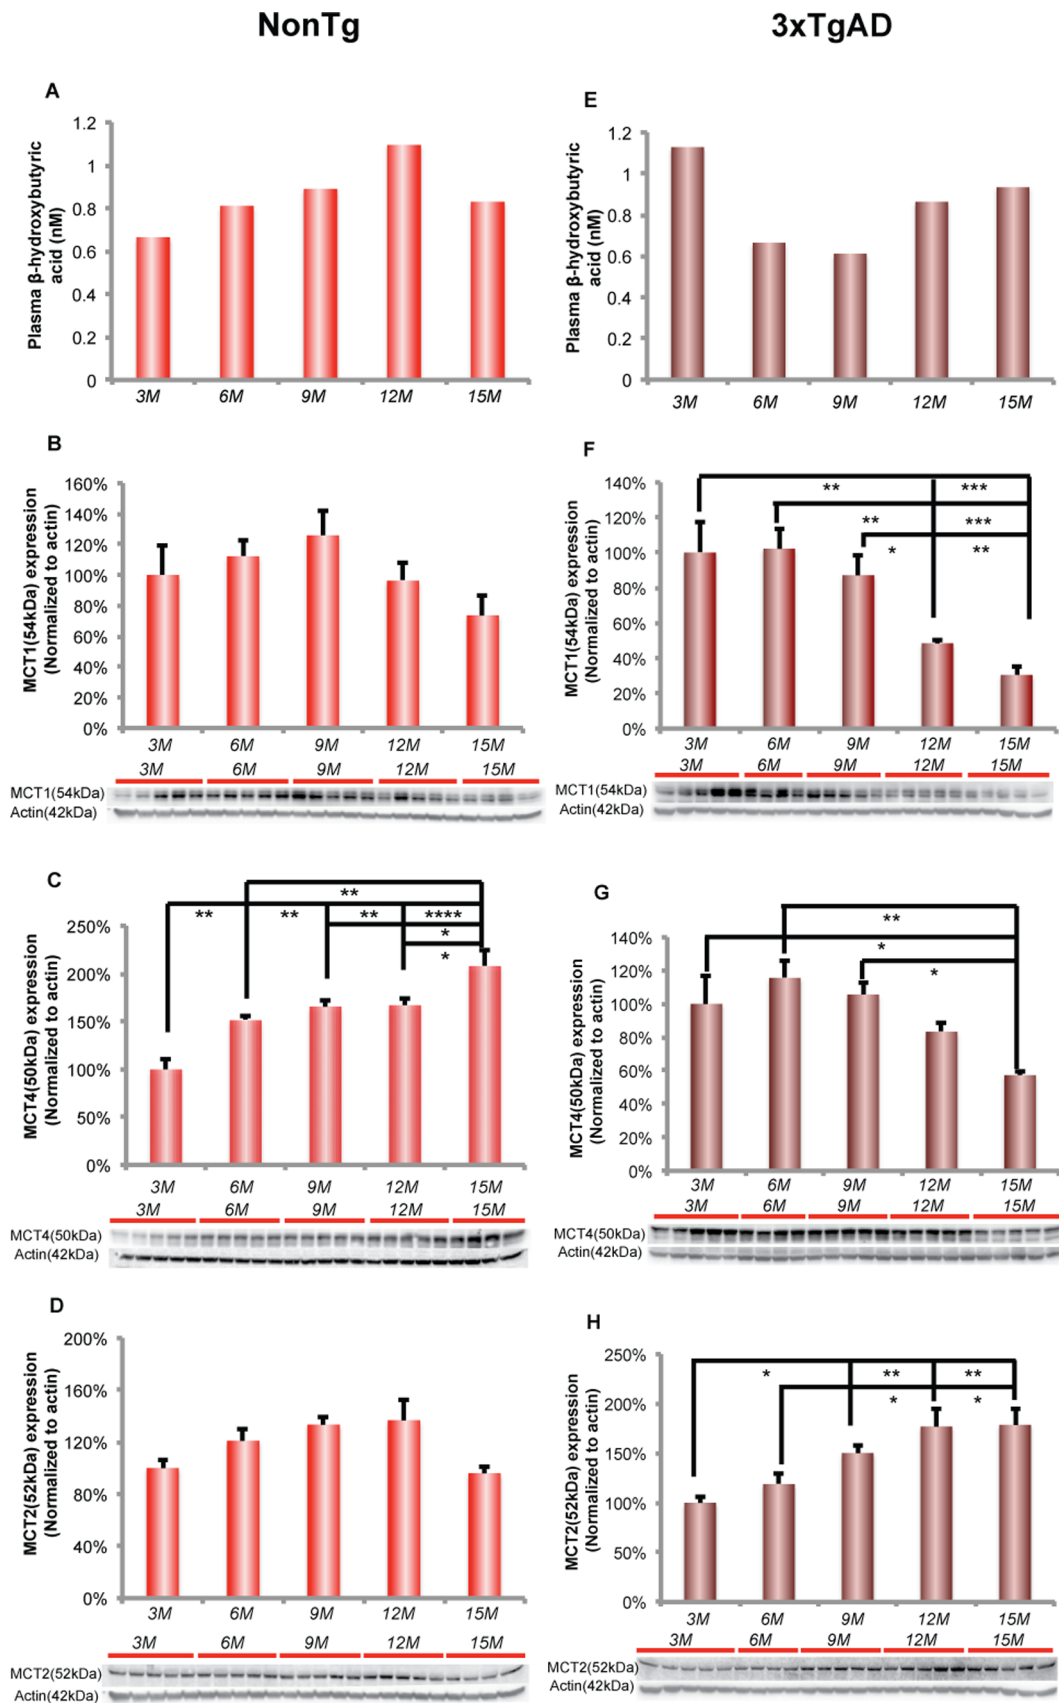 NonTg
3xTgAD
A
Plasma β-hydroxybutyric
acid (nM)
1.2
1
0.8
0.6
0.4
0.2
0
3M 6M 9M 12M 15M
E
Plasma β-hydroxybutyric
acid (nM)
1.2
1
0.8
0.6
0.4
0.2
0
3M 6M 9M 12M 15M
B
MCT1(54kDa) expression
(Normalized to actin)
160%
140%
120%
100%
80%
60%
40%
20%
0%
3M 6M 9M 12M 15M
3M 6M 9M 12M 15M
MCT1(54kDa)
Actin(42kDa)
F
MCT1(54kDa) expression
(Normalized to actin)
140%
120%
100%
80%
60%
40%
20%
0%
** ***
** ***
* **
3M 6M 9M 12M 15M
3M 6M 9M 12M 15M
MCT1(54kDa)
Actin(42kDa)
C
MCT4(50kDa) expression
(Normalized to actin)
250%
200%
150%
100%
50%
0%
**
** ** ** ****
*
*
3M 6M 9M 12M 15M
3M 6M 9M 12M 15M
MCT4(50kDa)
Actin(42kDa)
G
MCT4(50kDa) expression
(Normalized to actin)
140%
120%
100%
80%
60%
40%
20%
0%
**
*
*
3M 6M 9M 12M 15M
3M 6M 9M 12M 15M
MCT4(50kDa)
Actin(42kDa)
D
MCT2(52kDa) expression
(Normalized to actin)
200%
160%
120%
80%
40%
0%
3M 6M 9M 12M 15M
3M 6M 9M 12M 15M
MCT2(52kDa)
Actin(42kDa)
H
MCT2(52kDa) expression
(Normalized to actin)
250%
200%
150%
100%
50%
0%
* ** **
* *
3M 6M 9M 12M 15M
3M 6M 9M 12M 15M
MCT2(52kDa)
Actin(42kDa)